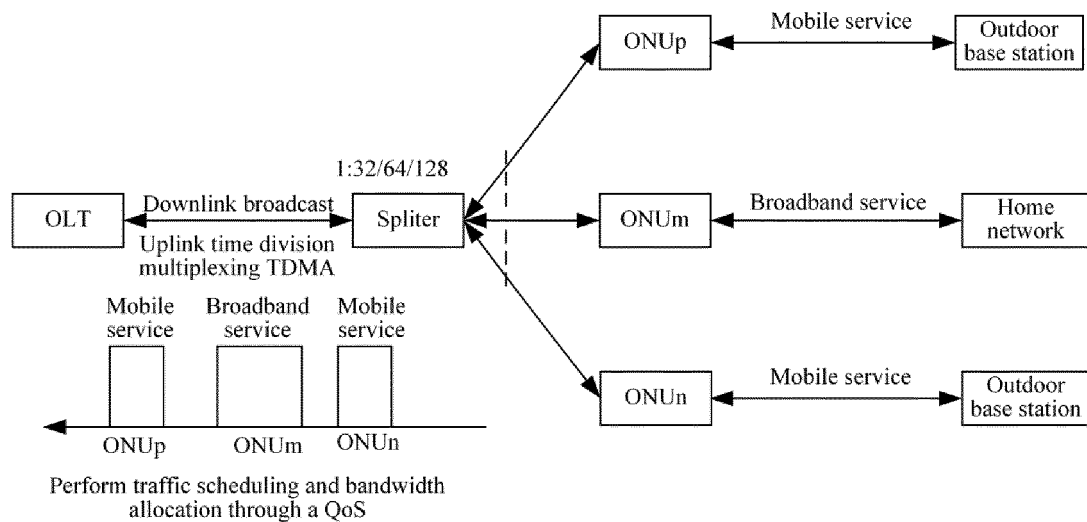 ONUp
Mobile service
Outdoor
base station
1:32/64/128
OLT
Downlink broadcast
Spliter
ONUm
Broadband service
Home
network
Uplink time division
multiplexing TDMA
Mobile
service
Broadband
service
Mobile
service
ONUn
Mobile service
Outdoor
base station
ONUp
ONUm
ONUn
Perform traffic scheduling and bandwidth
allocation through a QoS